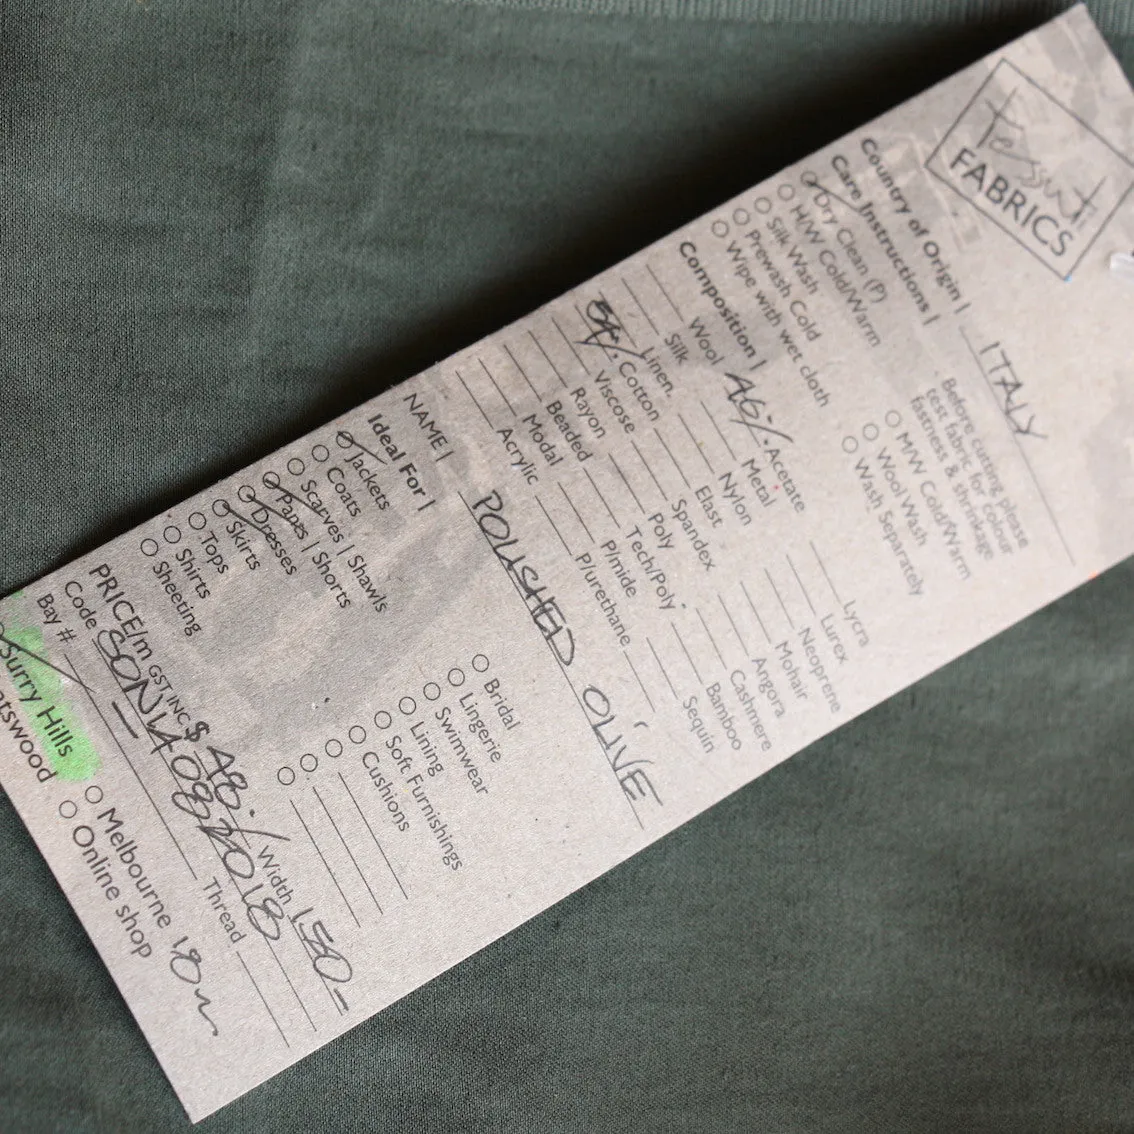 tessuti
FABRICS
Country of Origin | ITALY
Care Instructions |
Dry Clean (P)
H/W Cold/Warm
Silk Wash
Prewash Cold
Wipe with wet cloth
Before cutting please
test fabric for colour
fastness & shrinkage
M/W Cold/Warm
Wool Wash
Wash Separately
Composition |
Wool
Silk
Linen.
54% Cotton
Viscose
Rayon
Beaded
Modal
Acrylic
46% Acetate
Metal
Nylon
Elast
Spandex
Poly
Tech/Poly
P/mide
P/urethane
Lycra
Lurex
Neoprene
Mohair
Angora
Cashmere
Bamboo
Sequin
NAME | POLISHED OLIVE
Ideal For |
Jackets
Coats
Scarves | Shawls
Pants | Shorts
Dresses
Skirts
Tops
Shirts
Sheeting
Bridal
Lingerie
Swimwear
Lining
Soft Furnishings
Cushions
PRICE/m GST INC $ 48.- Width 150-
Code
Bay # Thread
Surry Hills
Melbourne
Online shop